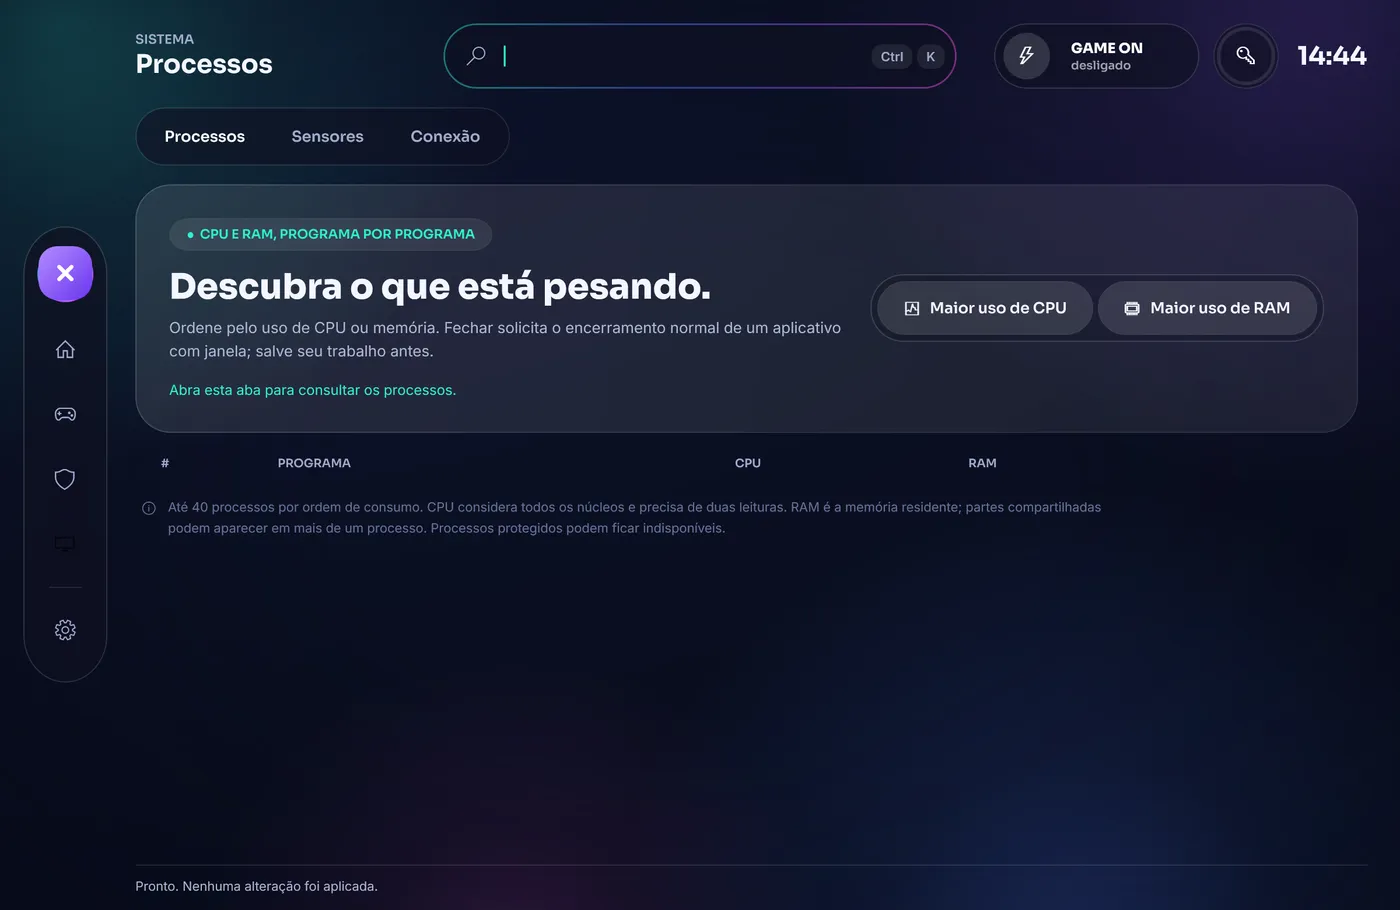 SISTEMA
Processos
Ctrl K
GAME ON
desligado
14:44
Processos Sensores Conexão
• CPU E RAM, PROGRAMA POR PROGRAMA
Descubra o que está pesando.
Ordene pelo uso de CPU ou memória. Fechar solicita o encerramento normal de um aplicativo
com janela; salve seu trabalho antes.
Abra esta aba para consultar os processos.
Maior uso de CPU Maior uso de RAM
# PROGRAMA CPU RAM
Até 40 processos por ordem de consumo. CPU considera todos os núcleos e precisa de duas leituras. RAM é a memória residente; partes compartilhadas
podem aparecer em mais de um processo. Processos protegidos podem ficar indisponíveis.
Pronto. Nenhuma alteração foi aplicada.